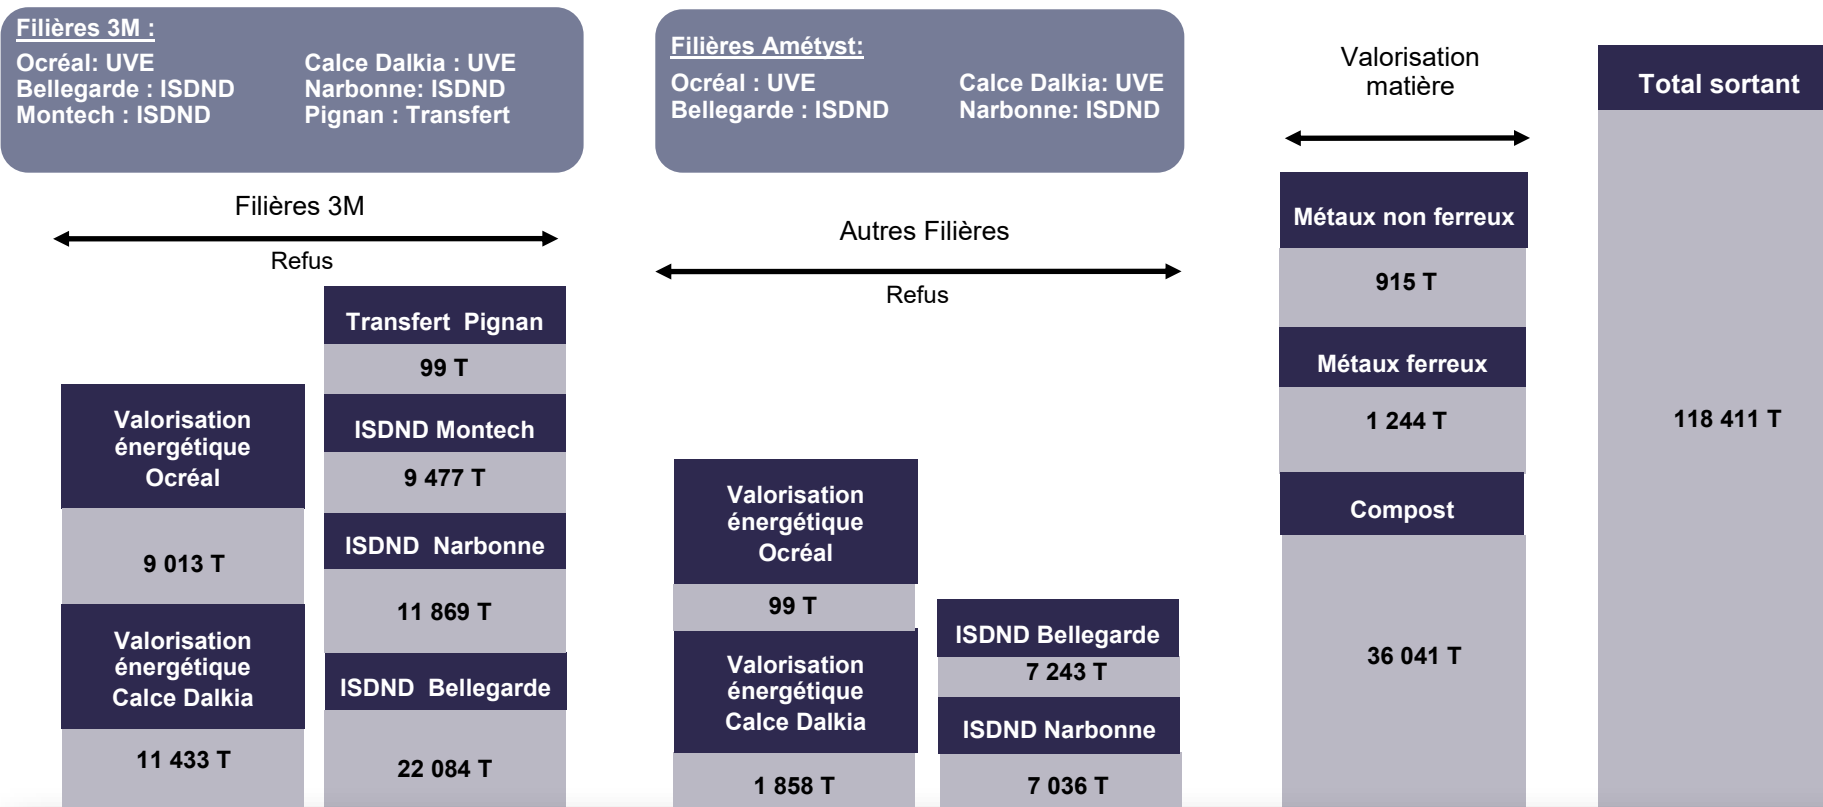 Filières 3M :
Ocréal: UVE
Bellegarde : ISDND
Montech : ISDND
Calce Dalkia : UVE
Narbonne: ISDND
Pignan : Transfert
Filières Amétyst:
Ocréal : UVE
Bellegarde : ISDND
Calce Dalkia: UVE
Narbonne: ISDND
Valorisation
matière
Total sortant
Filières 3M
Refus
Autres Filières
Refus
Valorisation
énergétique
Ocréal
9 013 T
Valorisation
énergétique
Calce Dalkia
11 433 T
Transfert Pignan
99 T
ISDND Montech
9 477 T
ISDND Narbonne
11 869 T
ISDND Bellegarde
22 084 T
Valorisation
énergétique
Ocréal
99 T
Valorisation
énergétique
Calce Dalkia
1 858 T
ISDND Bellegarde
7 243 T
ISDND Narbonne
7 036 T
Métaux non ferreux
915 T
Métaux ferreux
1 244 T
Compost
36 041 T
118 411 T